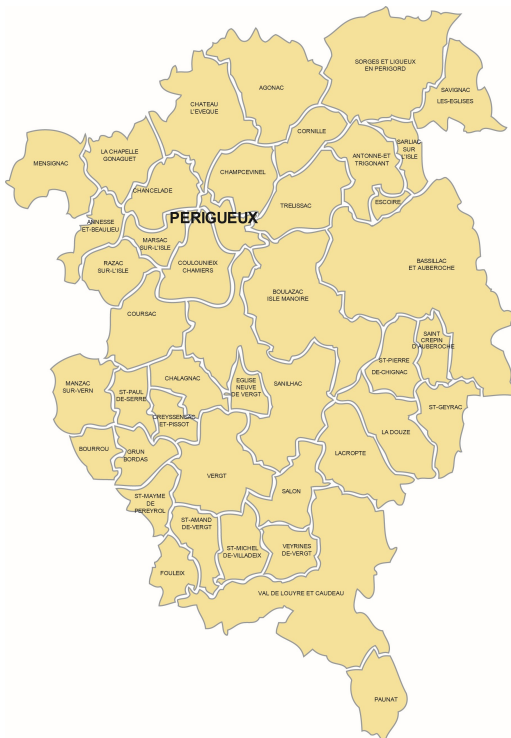 SORGES ET LIGUEUX
EN PERIGORD
AGONAC
SAVIGNAC
LES-EGLISES
CHATEAU
L'EVEQUE
CORNILLE
SARLIAC
SUR
L'ISLE
LA CHAPELLE
GONAGUET
ANTONNE-ET
TRIGONANT
MENSIGNAC
CHAMPCEVINEL
CHANCELADE
ESCOIRE
TRELISSAC
PERIGUEUX
ANNESSE
ET-BEAULIEU
MARSAC
SUR-L'ISLE
RAZAC
SUR-L'ISLE
COULOUNIEIX
CHAMIERS
BASSILLAC
ET AUBEROCHE
BOULAZAC
ISLE MANOIRE
COURSAC
SAINT
CREPIN
D'AUBEROCHE
ST-PIERRE
DE-CHIGNAC
MANZAC
SUR-VERN
ST-PAUL
DE-SERRE
CHALAGNAC
EGLISE
NEUVE
DE VERGT
SANILHAC
ST-GEYRAC
CREYSSENSAC
ET-PISSOT
LA DOUZE
BOURROU
GRUN
BORDAS
LACROPTE
VERGT
SALON
ST-MAYME
DE
PEREYROL
ST-AMAND
DE-VERGT
ST-MICHEL
DE-VILLADEIX
VEYRINES
DE-VERGT
FOULEIX
VAL DE LOUYRE ET CAUDEAU
PAUNAT